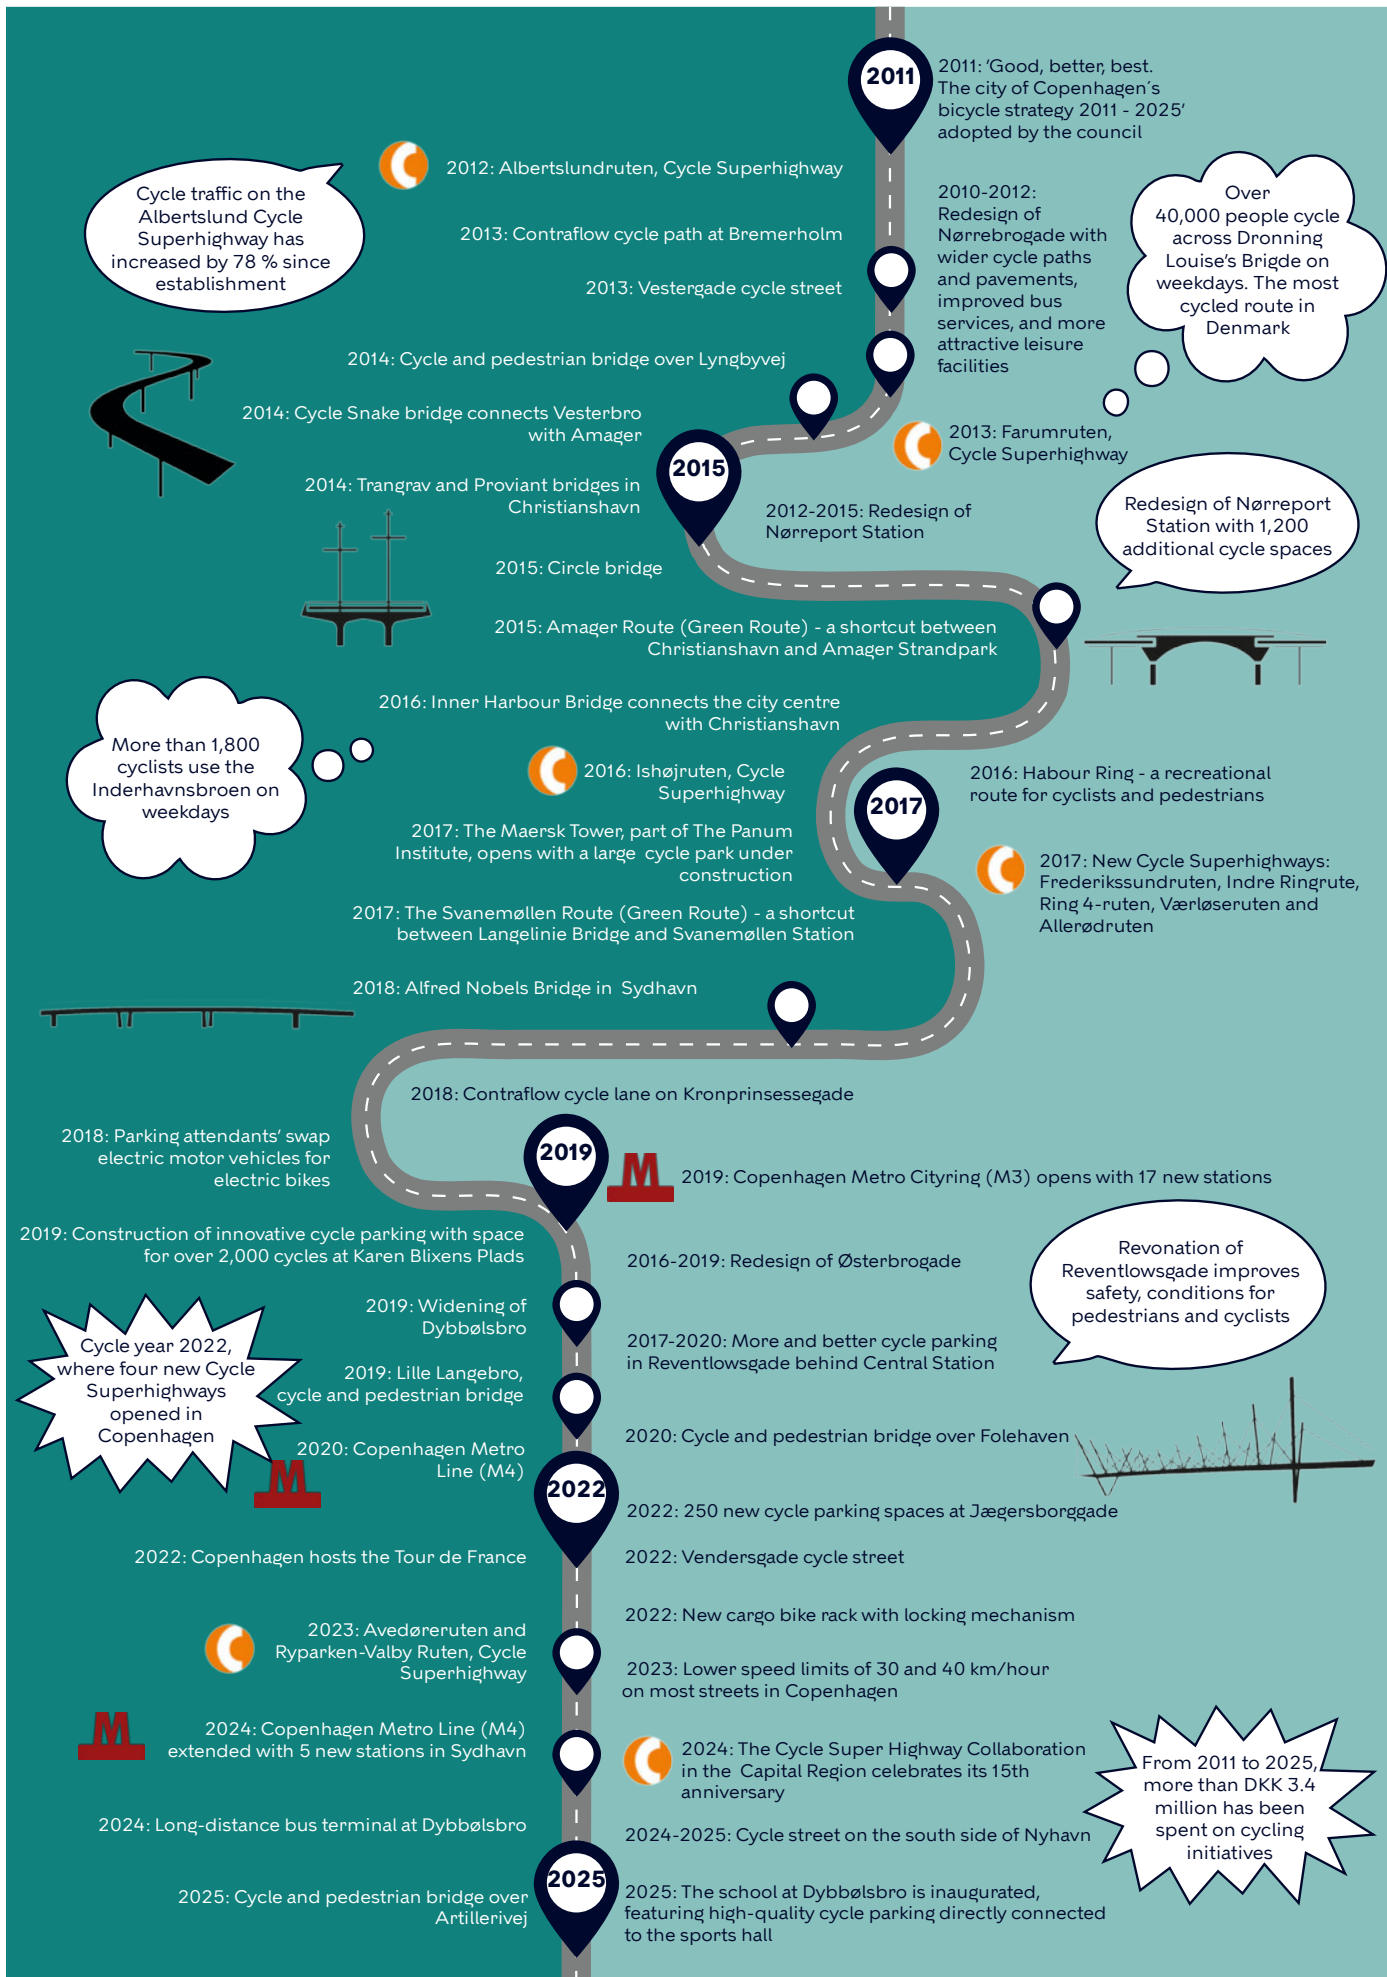 2011
2011: ‘Good, better, best.
The city of Copenhagen´s
bicycle strategy 2011 - 2025’
adopted by the council
2012: Albertslundruten, Cycle Superhighway
Cycle traffic on the
Albertslund Cycle
Superhighway has
increased by 78 % since
establishment
2010-2012:
Redesign of
Nørrebrogade with
wider cycle paths
and pavements,
improved bus
services, and more
attractive leisure
facilities
Over
40,000 people cycle
across Dronning
Louise’s Brigde on
weekdays. The most
cycled route in
Denmark
2013: Contraflow cycle path at Bremerholm
2013: Vestergade cycle street
2014: Cycle and pedestrian bridge over Lyngbyvej
2014: Cycle Snake bridge connects Vesterbro
with Amager
2013: Farumruten,
Cycle Superhighway
2015
2014: Trangrav and Proviant bridges in
Christianshavn
2012-2015: Redesign of
Nørreport Station
Redesign of Nørreport
Station with 1,200
additional cycle spaces
2015: Circle bridge
2015: Amager Route (Green Route) - a shortcut between
Christianshavn and Amager Strandpark
2016: Inner Harbour Bridge connects the city centre
with Christianshavn
More than 1,800
cyclists use the
Inderhavnsbroen on
weekdays
2016: Ishøjruten, Cycle
Superhighway
2017
2016: Habour Ring - a recreational
route for cyclists and pedestrians
2017: The Maersk Tower, part of The Panum
Institute, opens with a large cycle park under
construction
2017: New Cycle Superhighways:
Frederikssundruten, Indre Ringrute,
Ring 4-ruten, Værløseruten and
Allerødruten
2017: The Svanemøllen Route (Green Route) - a shortcut
between Langelinie Bridge and Svanemøllen Station
2018: Alfred Nobels Bridge in Sydhavn
2018: Contraflow cycle lane on Kronprinsessegade
2018: Parking attendants’ swap
electric motor vehicles for
electric bikes
2019
M
2019: Copenhagen Metro Cityring (M3) opens with 17 new stations
2019: Construction of innovative cycle parking with space
for over 2,000 cycles at Karen Blixens Plads
2016-2019: Redesign of Østerbrogade
Revonation of
Reventlowsgade improves
safety, conditions for
pedestrians and cyclists
2019: Widening of
Dybbølsbro
2017-2020: More and better cycle parking
in Reventlowsgade behind Central Station
Cycle year 2022,
where four new Cycle
Superhighways
opened in
Copenhagen
2019: Lille Langebro,
cycle and pedestrian bridge
2020: Cycle and pedestrian bridge over Folehaven
2020: Copenhagen Metro
Line (M4)
M
2022
2022: 250 new cycle parking spaces at Jægersborggade
2022: Copenhagen hosts the Tour de France
2022: Vendersgade cycle street
2022: New cargo bike rack with locking mechanism
2023: Avedøreruten and
Ryparken-Valby Ruten, Cycle
Superhighway
2023: Lower speed limits of 30 and 40 km/hour
on most streets in Copenhagen
M
2024: Copenhagen Metro Line (M4)
extended with 5 new stations in Sydhavn
2024: The Cycle Super Highway Collaboration
in the Capital Region celebrates its 15th
anniversary
From 2011 to 2025,
more than DKK 3.4
million has been
spent on cycling
initiatives
2024: Long-distance bus terminal at Dybbølsbro
2024-2025: Cycle street on the south side of Nyhavn
2025
2025: Cycle and pedestrian bridge over
Artillerivej
2025: The school at Dybbølsbro is inaugurated,
featuring high-quality cycle parking directly connected
to the sports hall